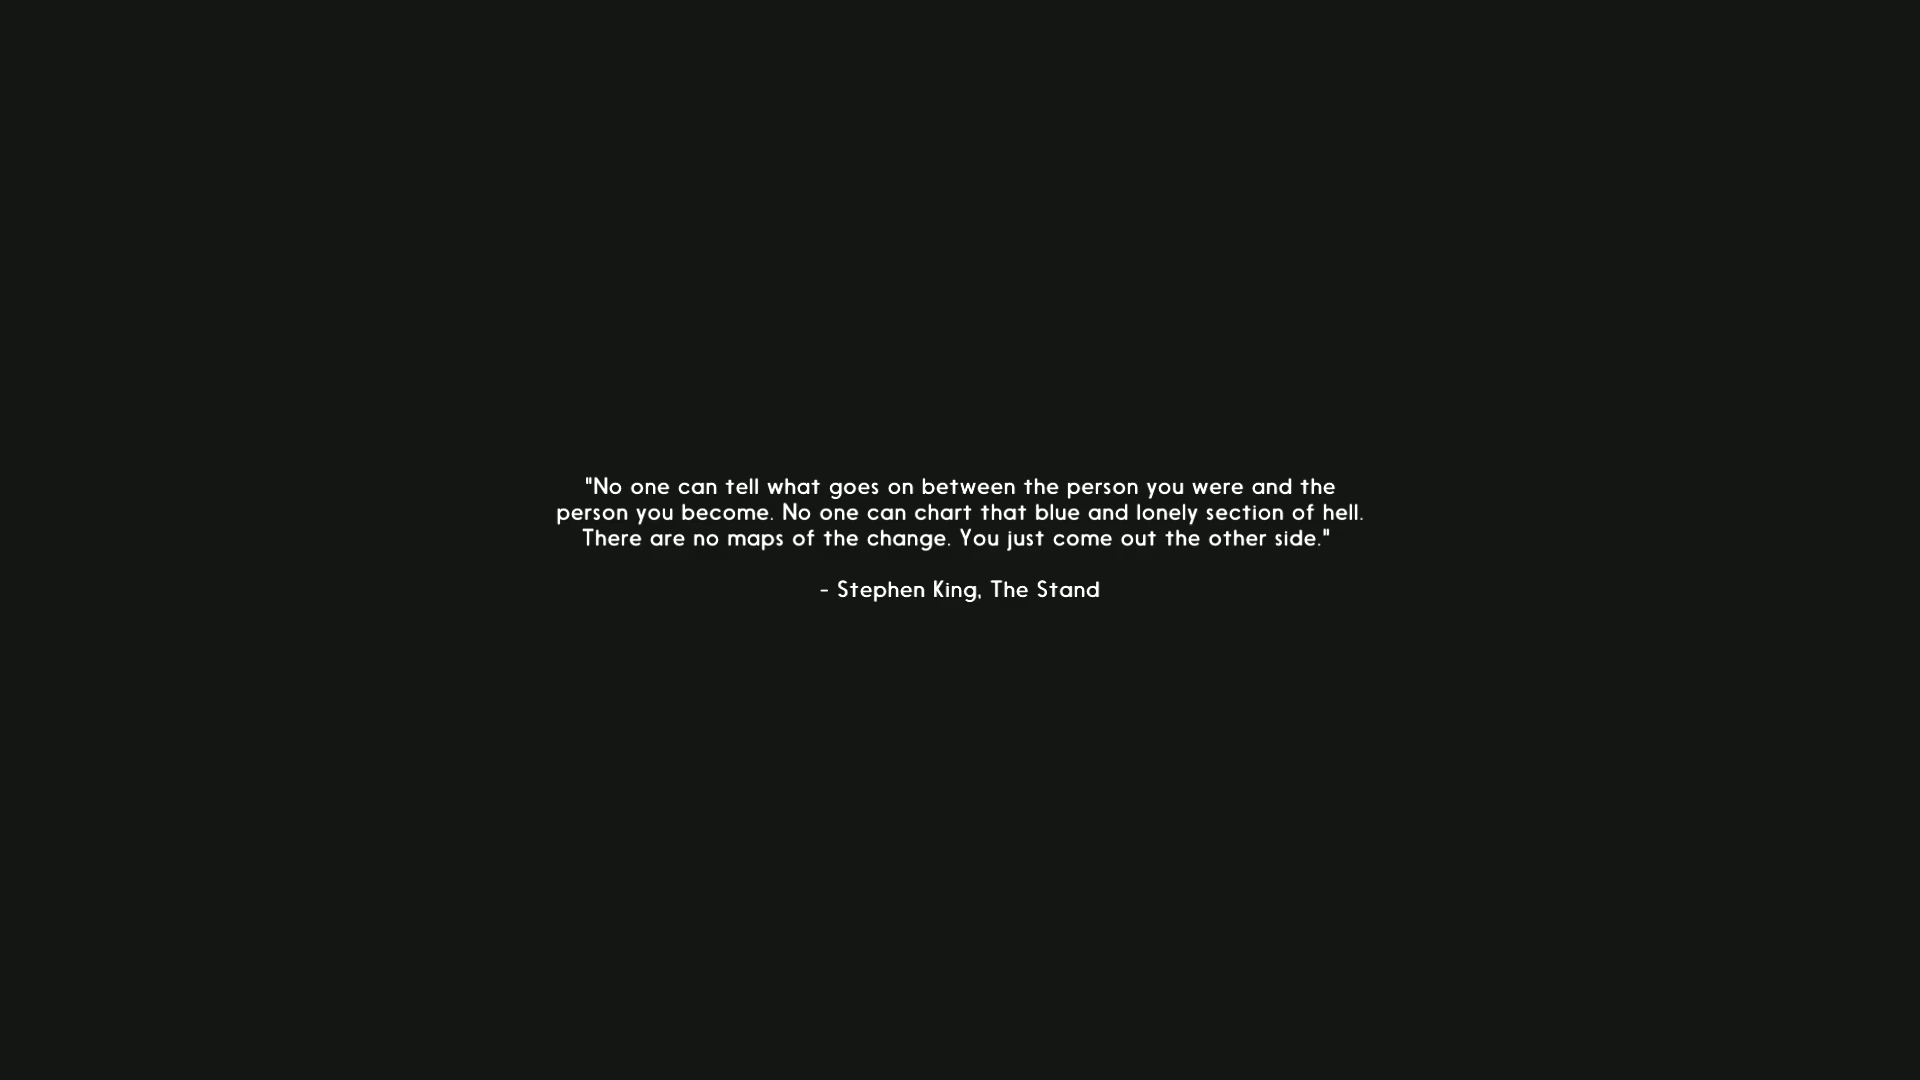 "No one can tell what goes on between the person you were and the
person you become. No one can chart that blue and lonely section of hell.
There are no maps of the change. You just come out the other side."
- Stephen King, The Stand